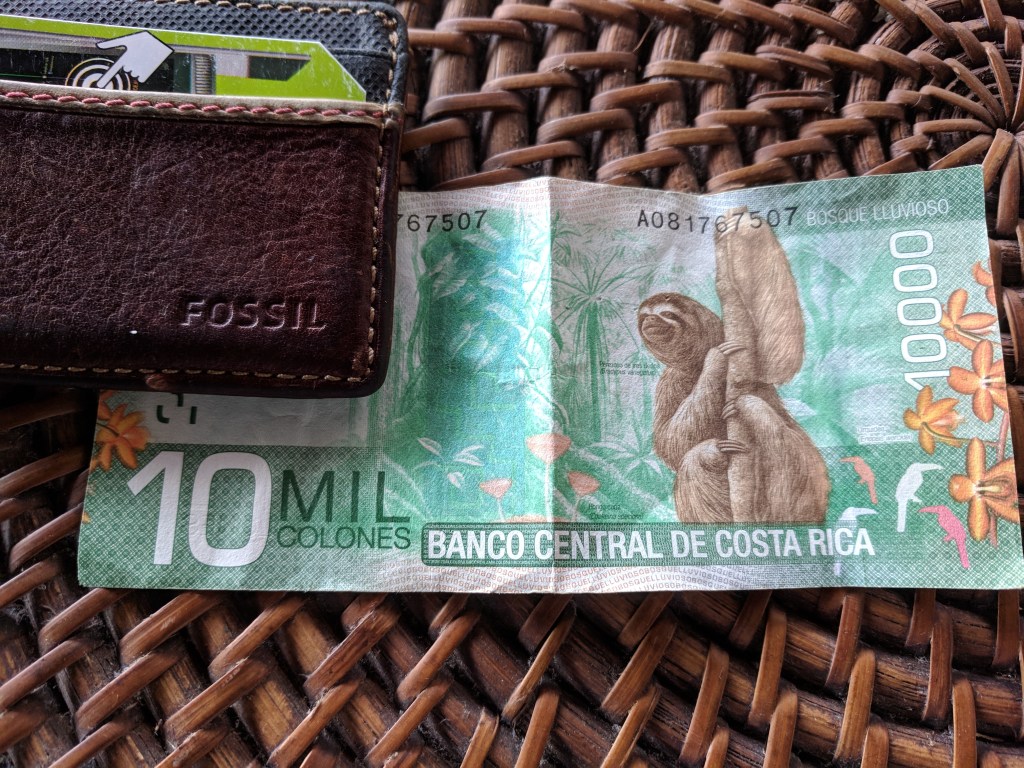 FOSSIL
767507
A081767507
BOSQUE LLUVIOSO
10000
10 MIL
COLONES
BANCO CENTRAL DE COSTA RICA